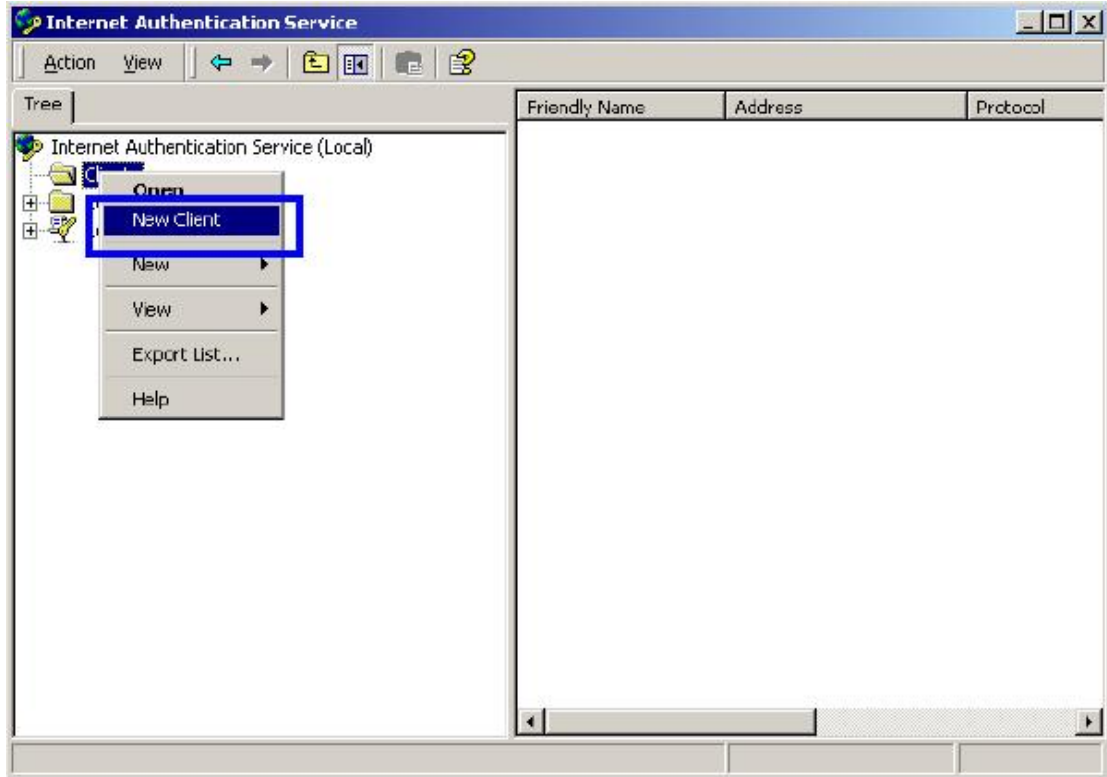 Internet Authentication Service
Action View
Tree
Friendly Name Address Protocol
Internet Authentication Service (Local)
Open
New Client
New
View
Export List...
Help